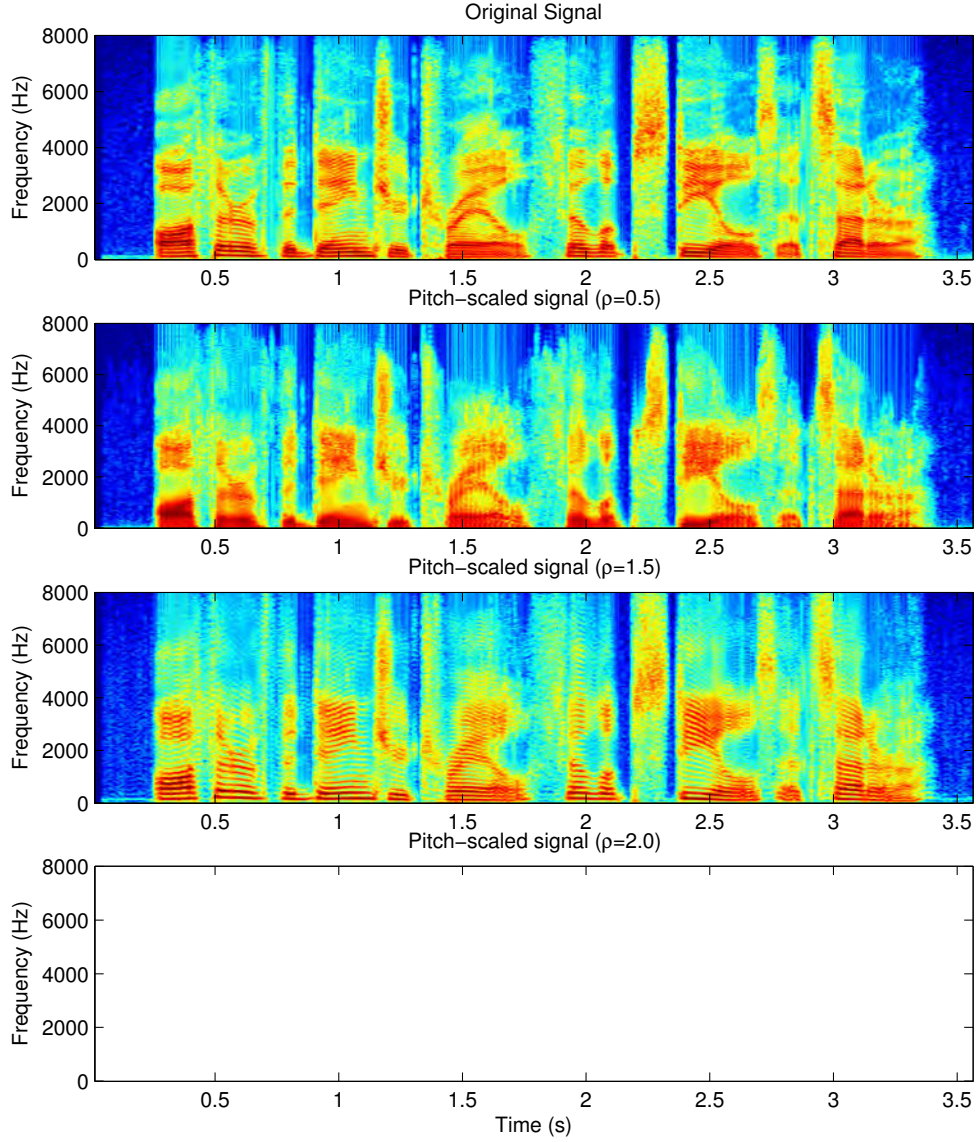 Original Signal
Frequency (Hz)
8000
6000
4000
2000
0
0.5 1 1.5 2 2.5 3 3.5
Pitch−scaled signal (ρ=0.5)
Frequency (Hz)
8000
6000
4000
2000
0
0.5 1 1.5 2 2.5 3 3.5
Pitch−scaled signal (ρ=1.5)
Frequency (Hz)
8000
6000
4000
2000
0
0.5 1 1.5 2 2.5 3 3.5
Pitch−scaled signal (ρ=2.0)
Frequency (Hz)
8000
6000
4000
2000
0
0.5 1 1.5 2 2.5 3 3.5
Time (s)